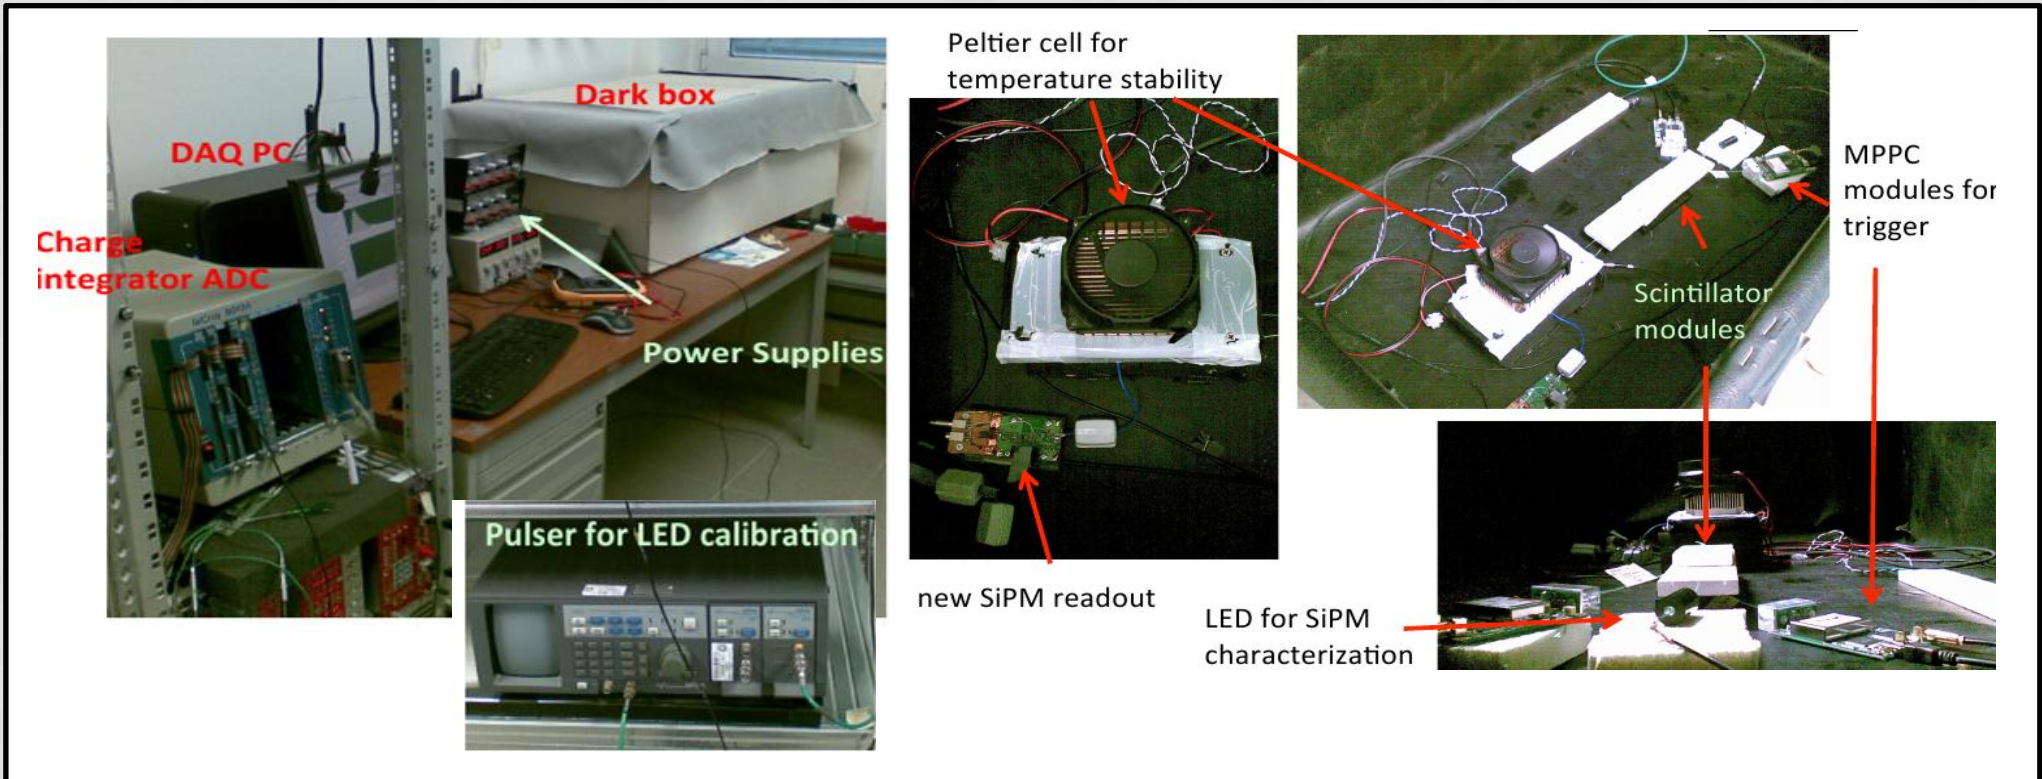 Dark box
DAQ PC
Charge
integrator ADC
Power Supplies
Pulser for LED calibration
Peltier cell for
temperature stability
new SiPM readout
MPPC
modules for
trigger
Scintillator
modules
LED for SiPM
characterization